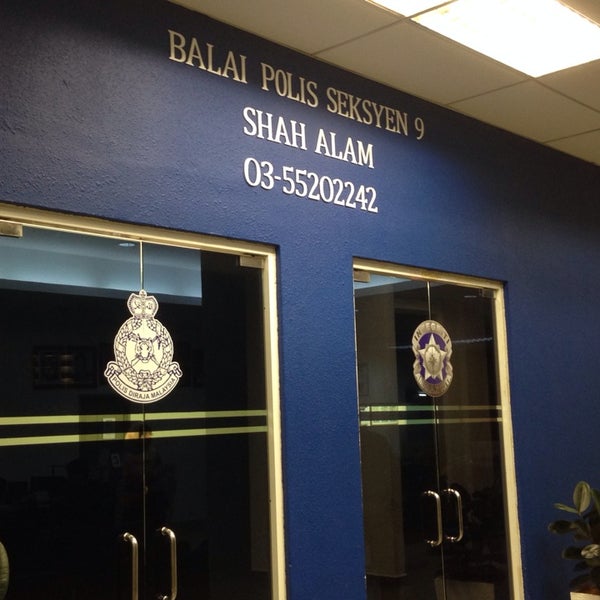 BALAI POLIS SEKSYEN 9
SHAH ALAM
03-55202242
POLIS DIRAJA MALAYSIA